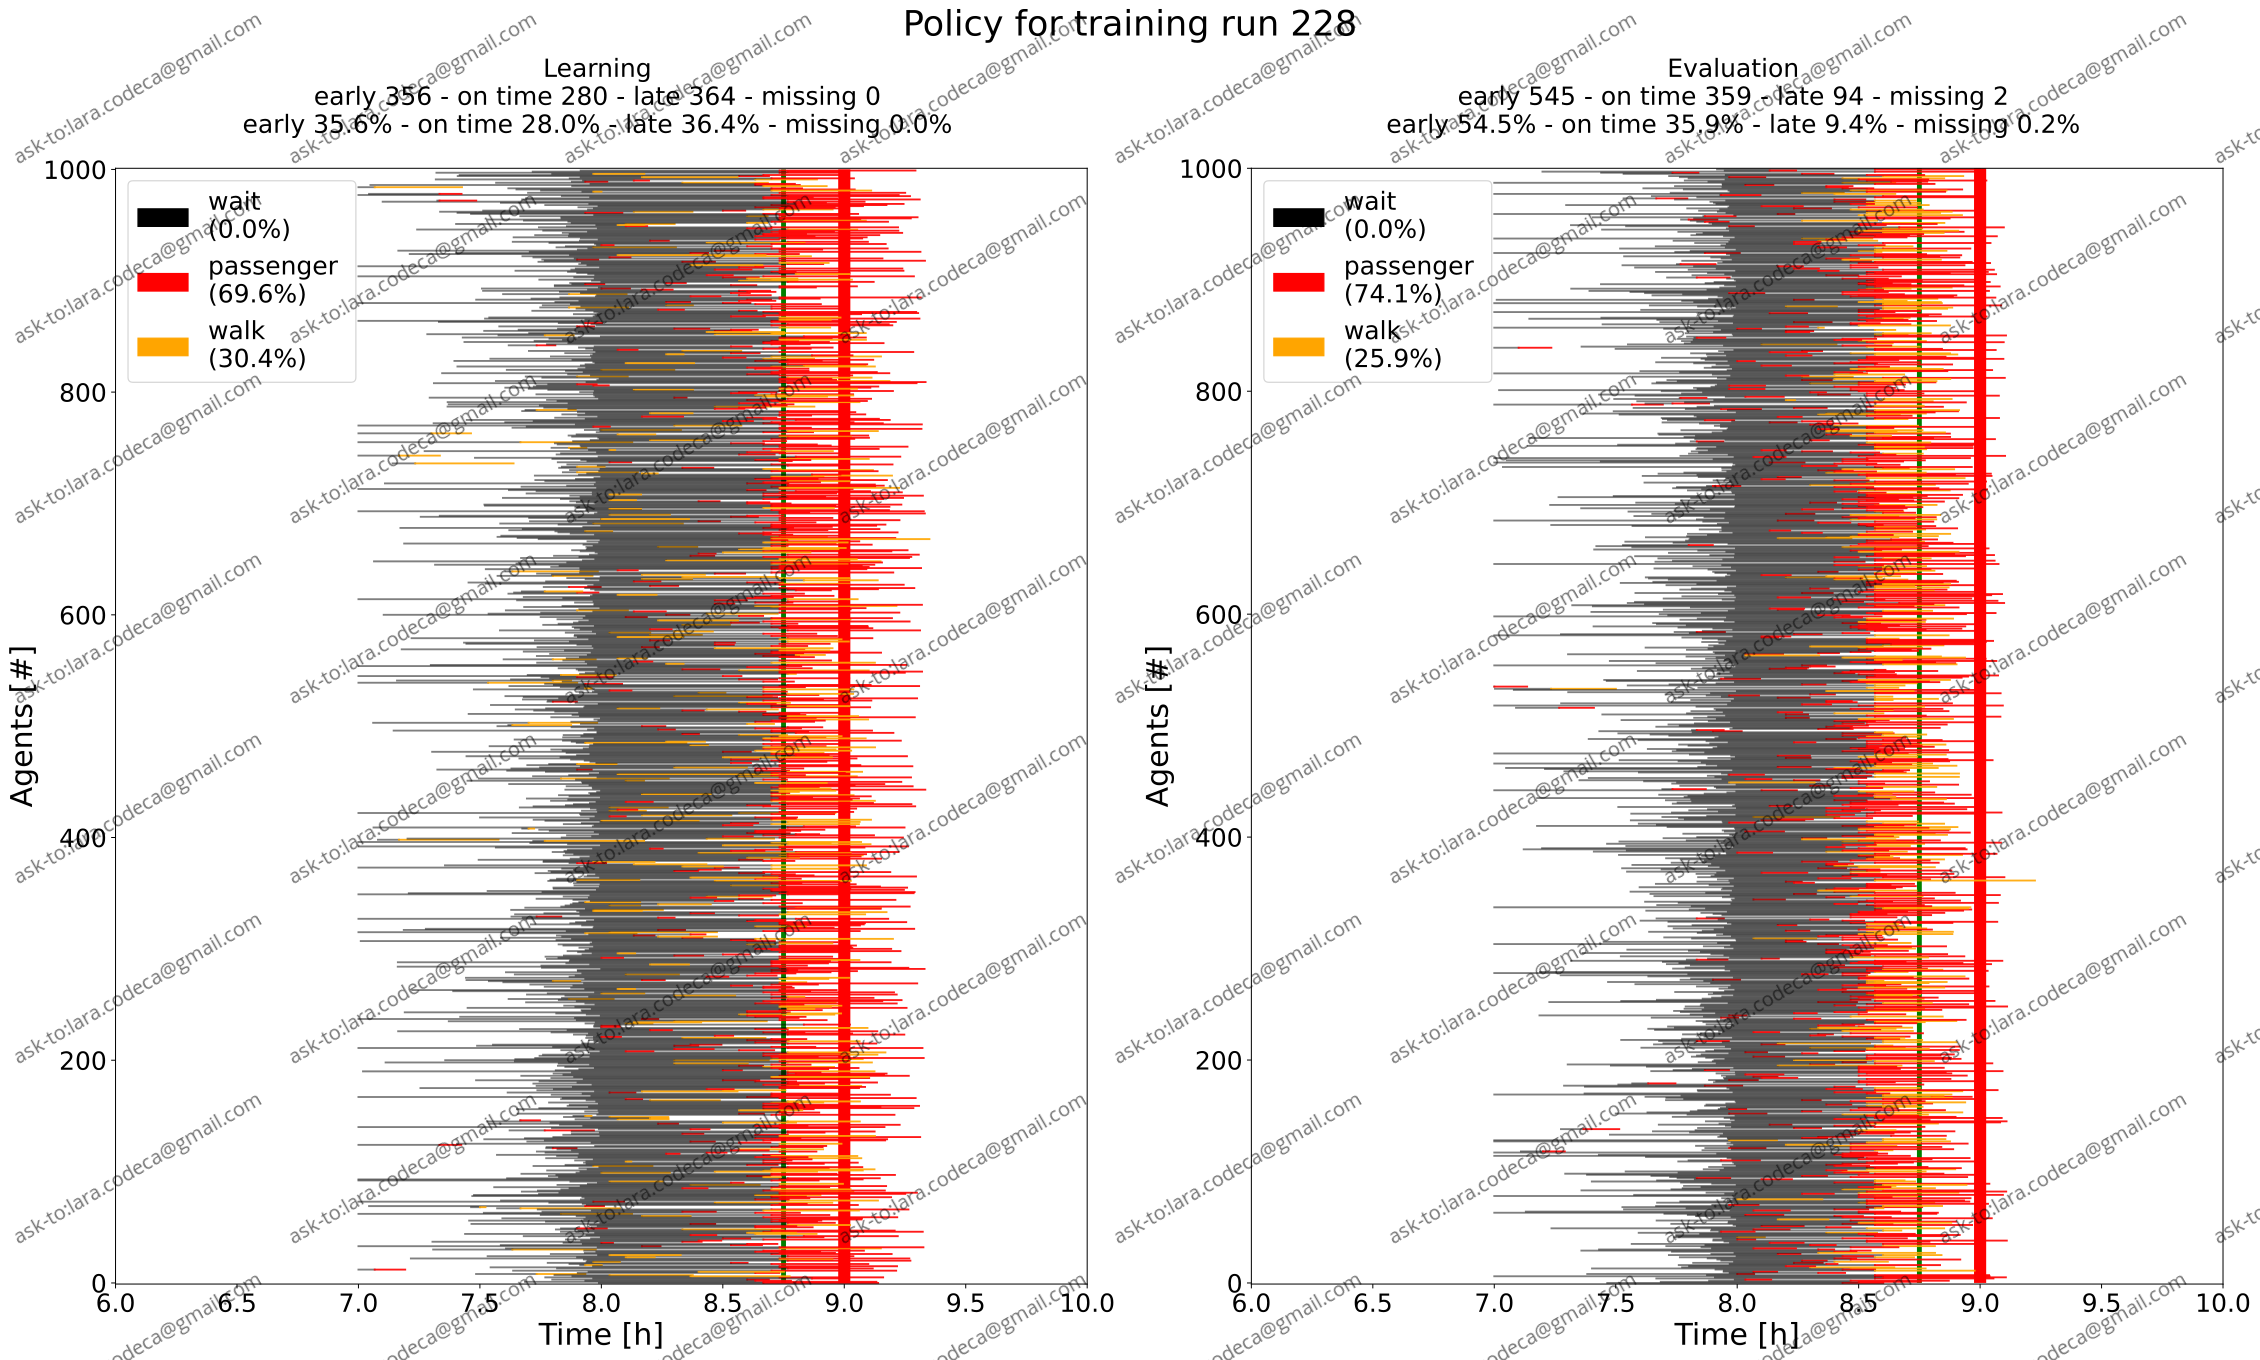 Policy for training run 228
Learning
early 356 - on time 280 - late 364 - missing 0
early 35.6% - on time 28.0% - late 36.4% - missing 0.0%
Evaluation
early 545 - on time 359 - late 94 - missing 2
early 54.5% - on time 35.9% - late 9.4% - missing 0.2%
wait
(0.0%)
passenger
(69.6%)
walk
(30.4%)
wait
(0.0%)
passenger
(74.1%)
walk
(25.9%)
Agents [#]
1000
800
600
400
200
0
6.0 6.5 7.0 7.5 8.0 8.5 9.0 9.5 10.0
Time [h]
Agents [#]
1000
800
600
400
200
0
6.0 6.5 7.0 7.5 8.0 8.5 9.0 9.5 10.0
Time [h]
ask-to:lara.codeca@gmail.com